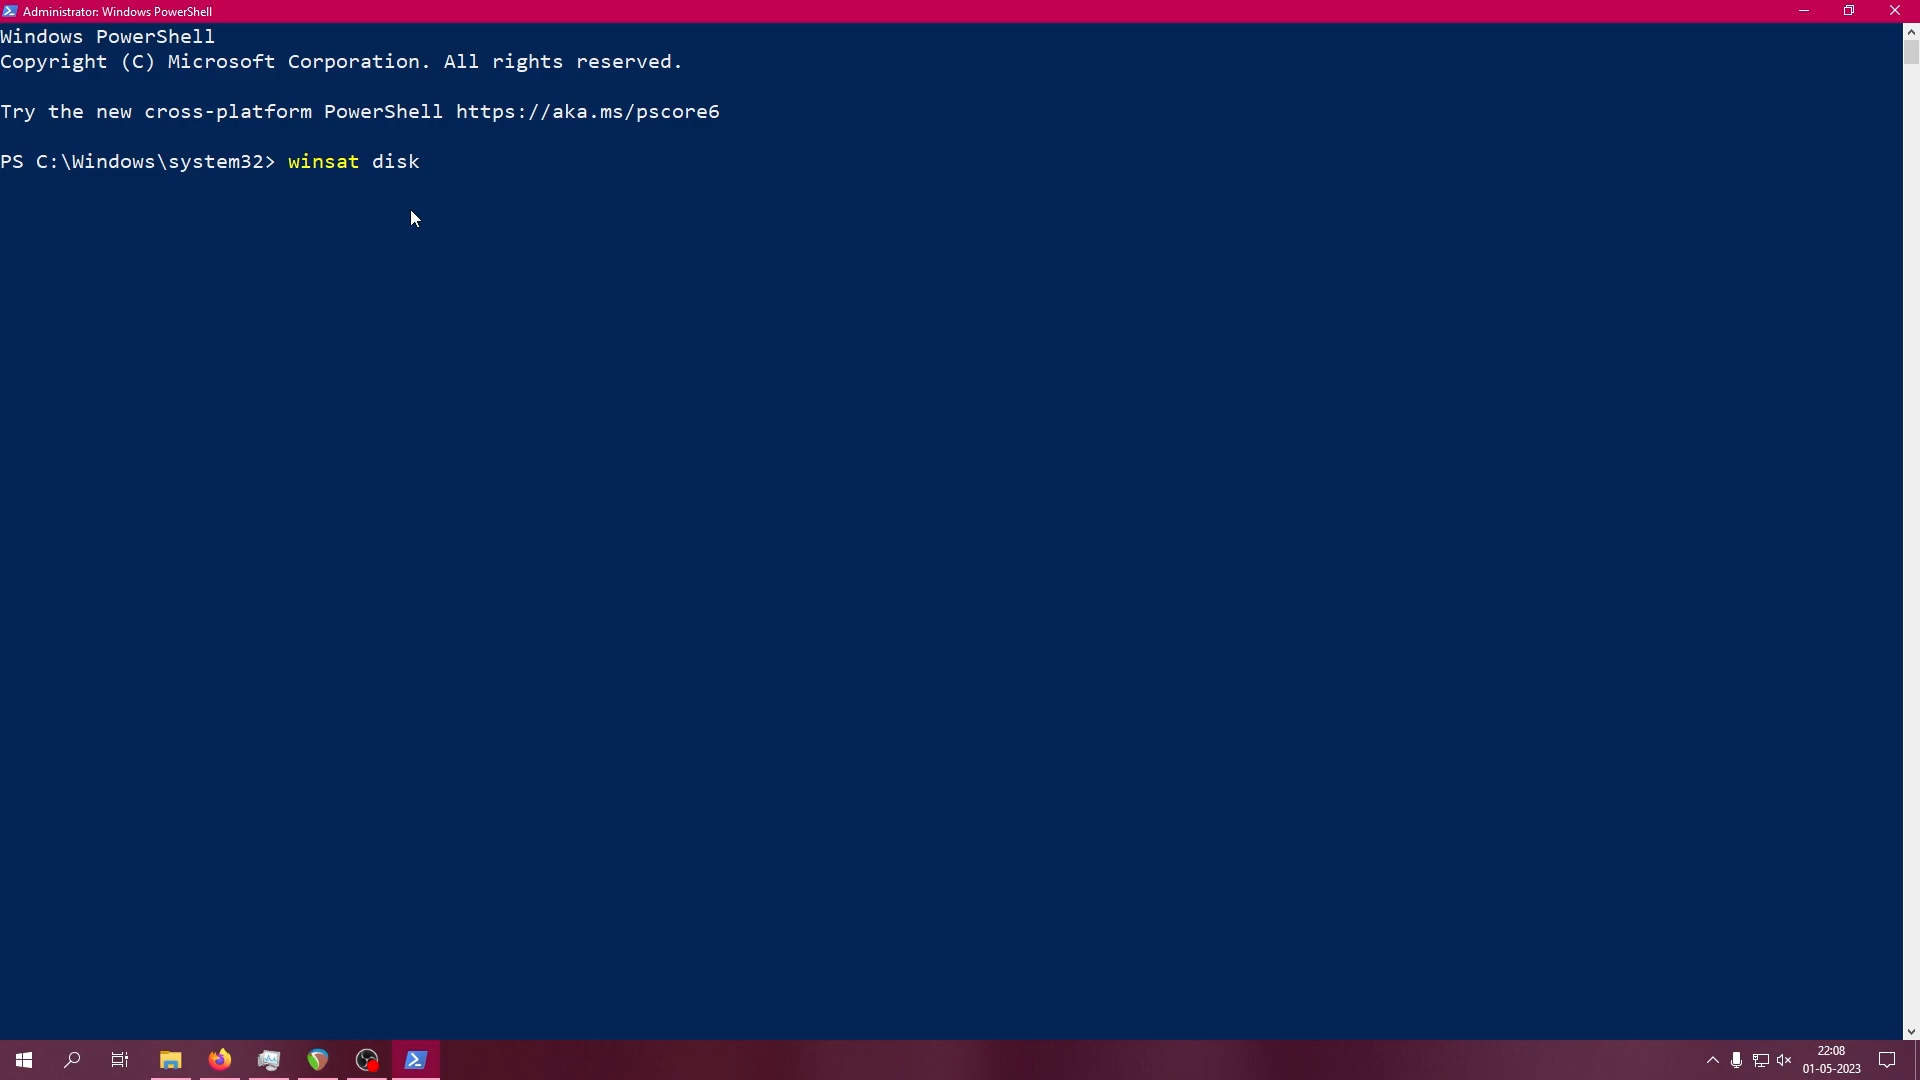 Administrator: Windows PowerShell
Windows PowerShell
Copyright (C) Microsoft Corporation. All rights reserved.
Try the new cross-platform PowerShell https://aka.ms/pscore6
PS C:\Windows\system32> winsat disk
22:08
01-05-2023